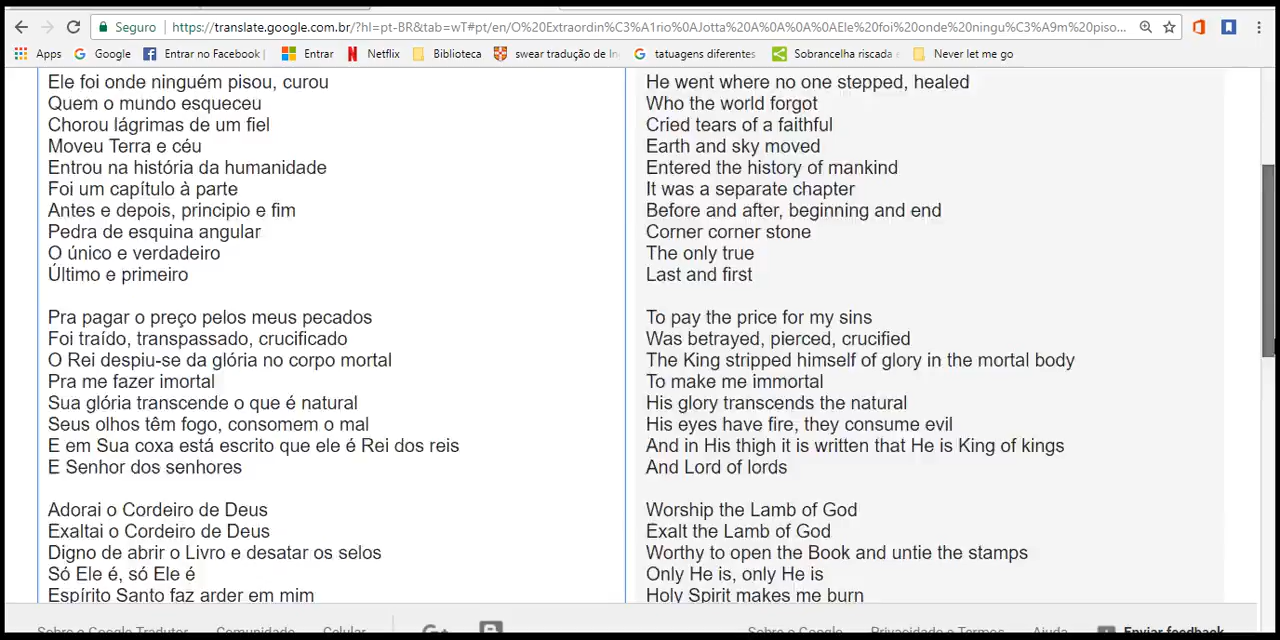 Seguro https://translate.google.com.br/?hl=pt-BR&tab=wT#pt/en/O%20Extraordin%C3%A1rio%0AJotta%20A%0A%0A%0AEle%20foi%20onde%20ningu%C3%A9m%20piso...
Apps Google Entrar no Facebook Entrar Netflix Biblioteca swear tradução de In tatuagens diferentes Sobrancelha riscada Never let me go
Ele foi onde ninguém pisou, curou
Quem o mundo esqueceu
Chorou lágrimas de um fiel
Moveu Terra e céu
Entrou na história da humanidade
Foi um capítulo à parte
Antes e depois, principio e fim
Pedra de esquina angular
O único e verdadeiro
Último e primeiro
Pra pagar o preço pelos meus pecados
Foi traído, transpassado, crucificado
O Rei despiu-se da glória no corpo mortal
Pra me fazer imortal
Sua glória transcende o que é natural
Seus olhos têm fogo, consomem o mal
E em Sua coxa está escrito que ele é Rei dos reis
E Senhor dos senhores
Adorai o Cordeiro de Deus
Exaltai o Cordeiro de Deus
Digno de abrir o Livro e desatar os selos
Só Ele é, só Ele é
Espírito Santo faz arder em mim
He went where no one stepped, healed
Who the world forgot
Cried tears of a faithful
Earth and sky moved
Entered the history of mankind
It was a separate chapter
Before and after, beginning and end
Corner corner stone
The only true
Last and first
To pay the price for my sins
Was betrayed, pierced, crucified
The King stripped himself of glory in the mortal body
To make me immortal
His glory transcends the natural
His eyes have fire, they consume evil
And in His thigh it is written that He is King of kings
And Lord of lords
Worship the Lamb of God
Exalt the Lamb of God
Worthy to open the Book and untie the stamps
Only He is, only He is
Holy Spirit makes me burn
Sobre o Google Tradutor Comunidade Celular G+ Sobre o Google Privacidade e Termos Ajuda Enviar feedback